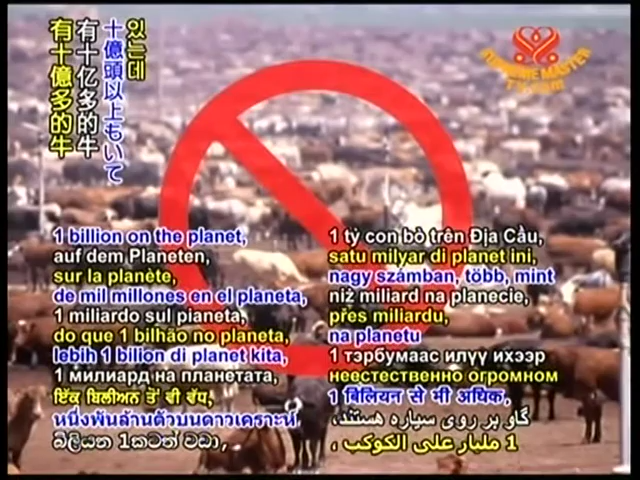 있는데
十億頭以上もいて
有十亿多的牛
有十億多的牛
SUPREME MASTER
TV.com
1 billion on the planet,
auf dem Planeten,
sur la planète,
de mil millones en el planeta,
1 miliardo sul pianeta,
do que 1 bilhão no planeta,
lebih 1 bilion di planet kita,
1 милиард на планетата,
ਇੱਕ ਬਿਲੀਅਨ ਤੋਂ ਵੀ ਵੱਧ,
หนึ่งพันล้านตัวบนดาวเคราะห์
බිලියන 1කටත් වඩා,
1 tỷ con bò trên Địa Cầu,
satu milyar di planet ini,
nagy számban, több, mint
niż miliard na planecie,
přes miliardu,
na planetu
1 тэрбумаас илүү ихээр
неестественно огромном
1 बिलियन से भी अधिक,
گاو بر روی سیاره هستند,
1 مليار على الكوكب ,